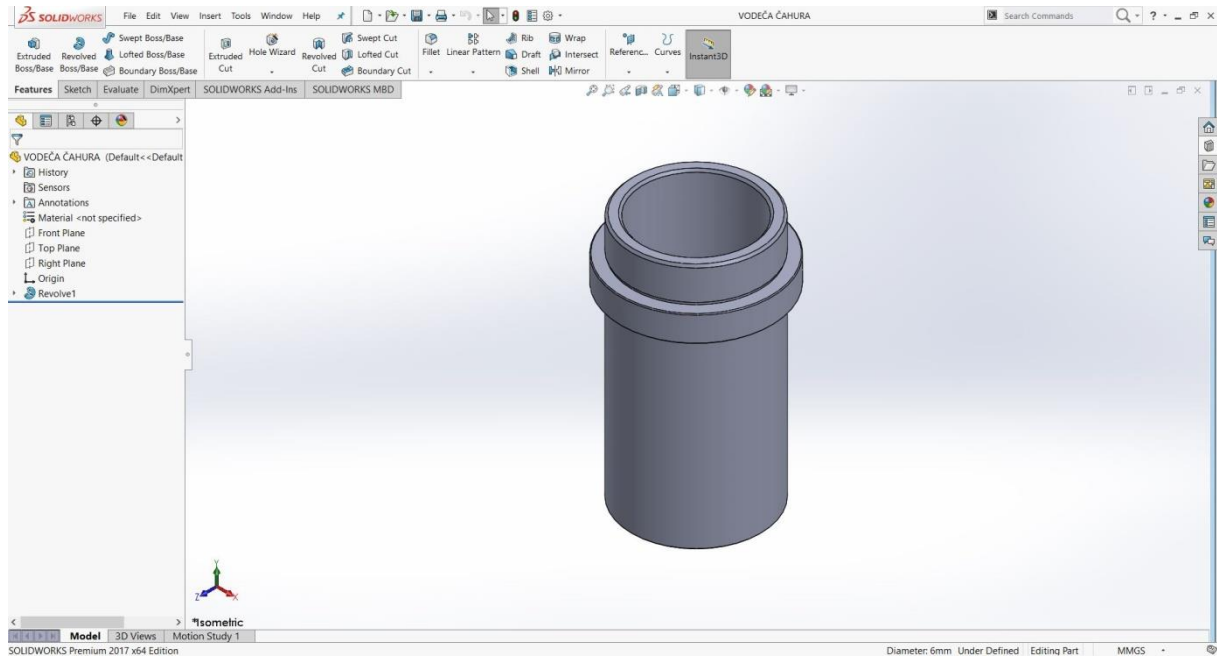 SOLIDWORKS File Edit View Insert Tools Window Help VODEĆA ČAHURA Search Commands
Extruded Boss/Base
Revolved Boss/Base
Swept Boss/Base
Lofted Boss/Base
Boundary Boss/Base
Extruded Cut
Hole Wizard
Revolved Cut
Swept Cut
Lofted Cut
Boundary Cut
Fillet
Linear Pattern
Rib
Draft
Shell
Wrap
Intersect
Mirror
Referenc...
Curves
Instant3D
Features Sketch Evaluate DimXpert SOLIDWORKS Add-Ins SOLIDWORKS MBD
VODEĆA ČAHURA (Default<<Default
History
Sensors
Annotations
Material <not specified>
Front Plane
Top Plane
Right Plane
Origin
Revolve1
Y
Z
X
*Isometric
Model 3D Views Motion Study 1
SOLIDWORKS Premium 2017 x64 Edition Diameter: 6mm Under Defined Editing Part MMGS